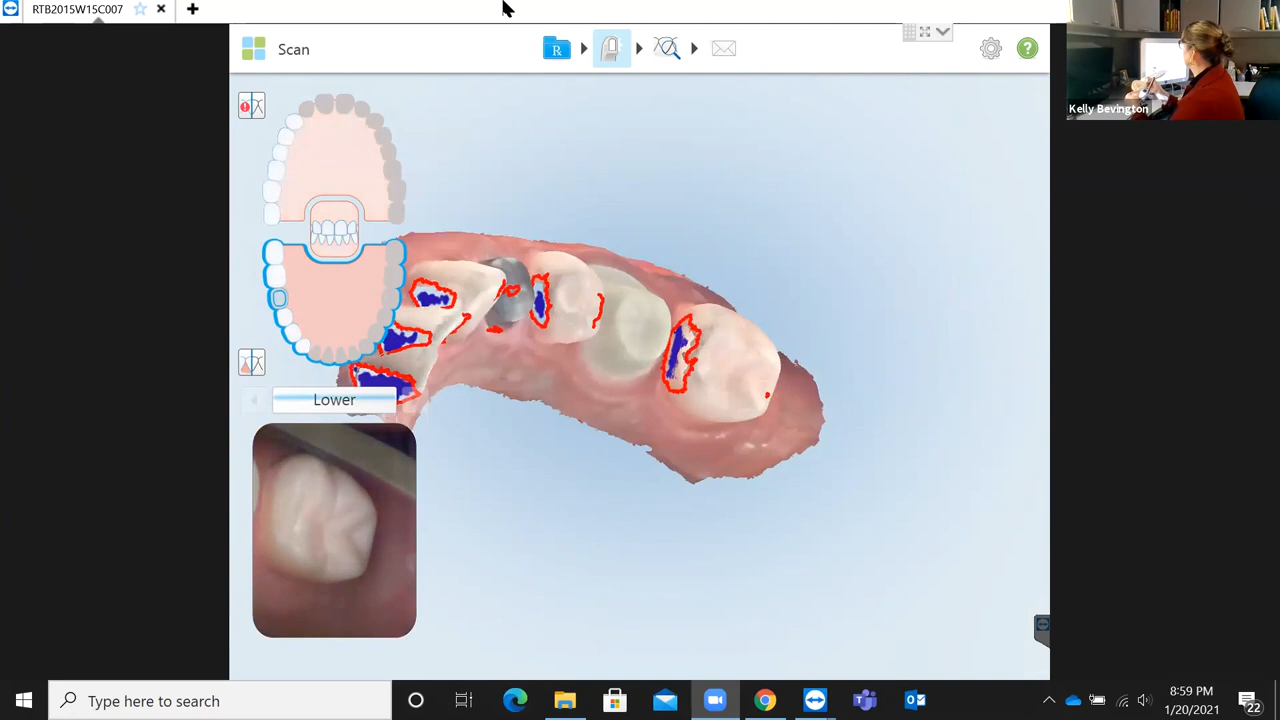 RTB2015W15C007
Scan
R
?
Kelly Bevington
Lower
Type here to search
8:59 PM
1/20/2021
22